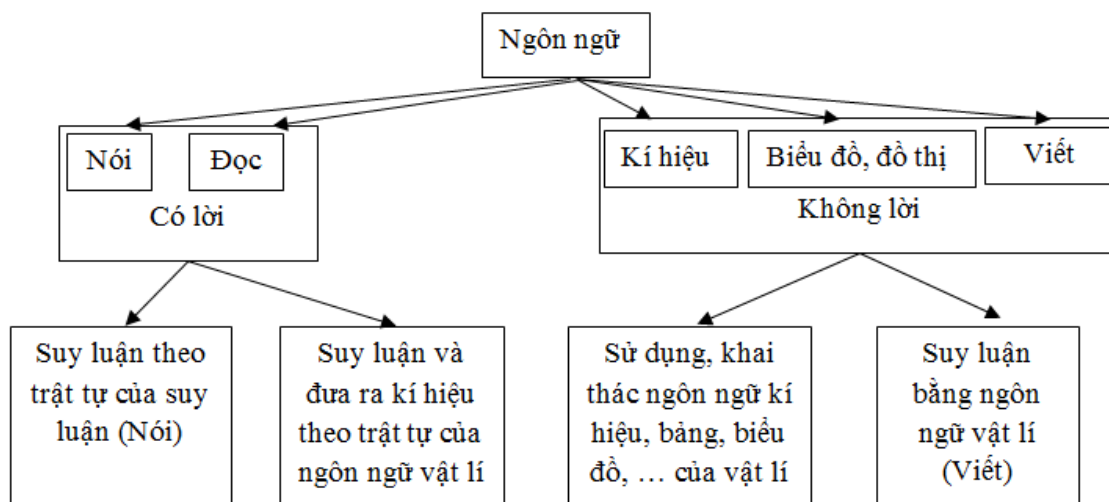 Ngôn ngữ
Nói
Đọc
Có lời
Kí hiệu
Biểu đồ, đồ thị
Viết
Không lời
Suy luận theo
trật tự của suy
luận (Nói)
Suy luận và
đưa ra kí hiệu
theo trật tự của
ngôn ngữ vật lí
Sử dụng, khai
thác ngôn ngữ kí
hiệu, bảng, biểu
đồ, … của vật lí
Suy luận
bằng ngôn
ngữ vật lí
(Viết)